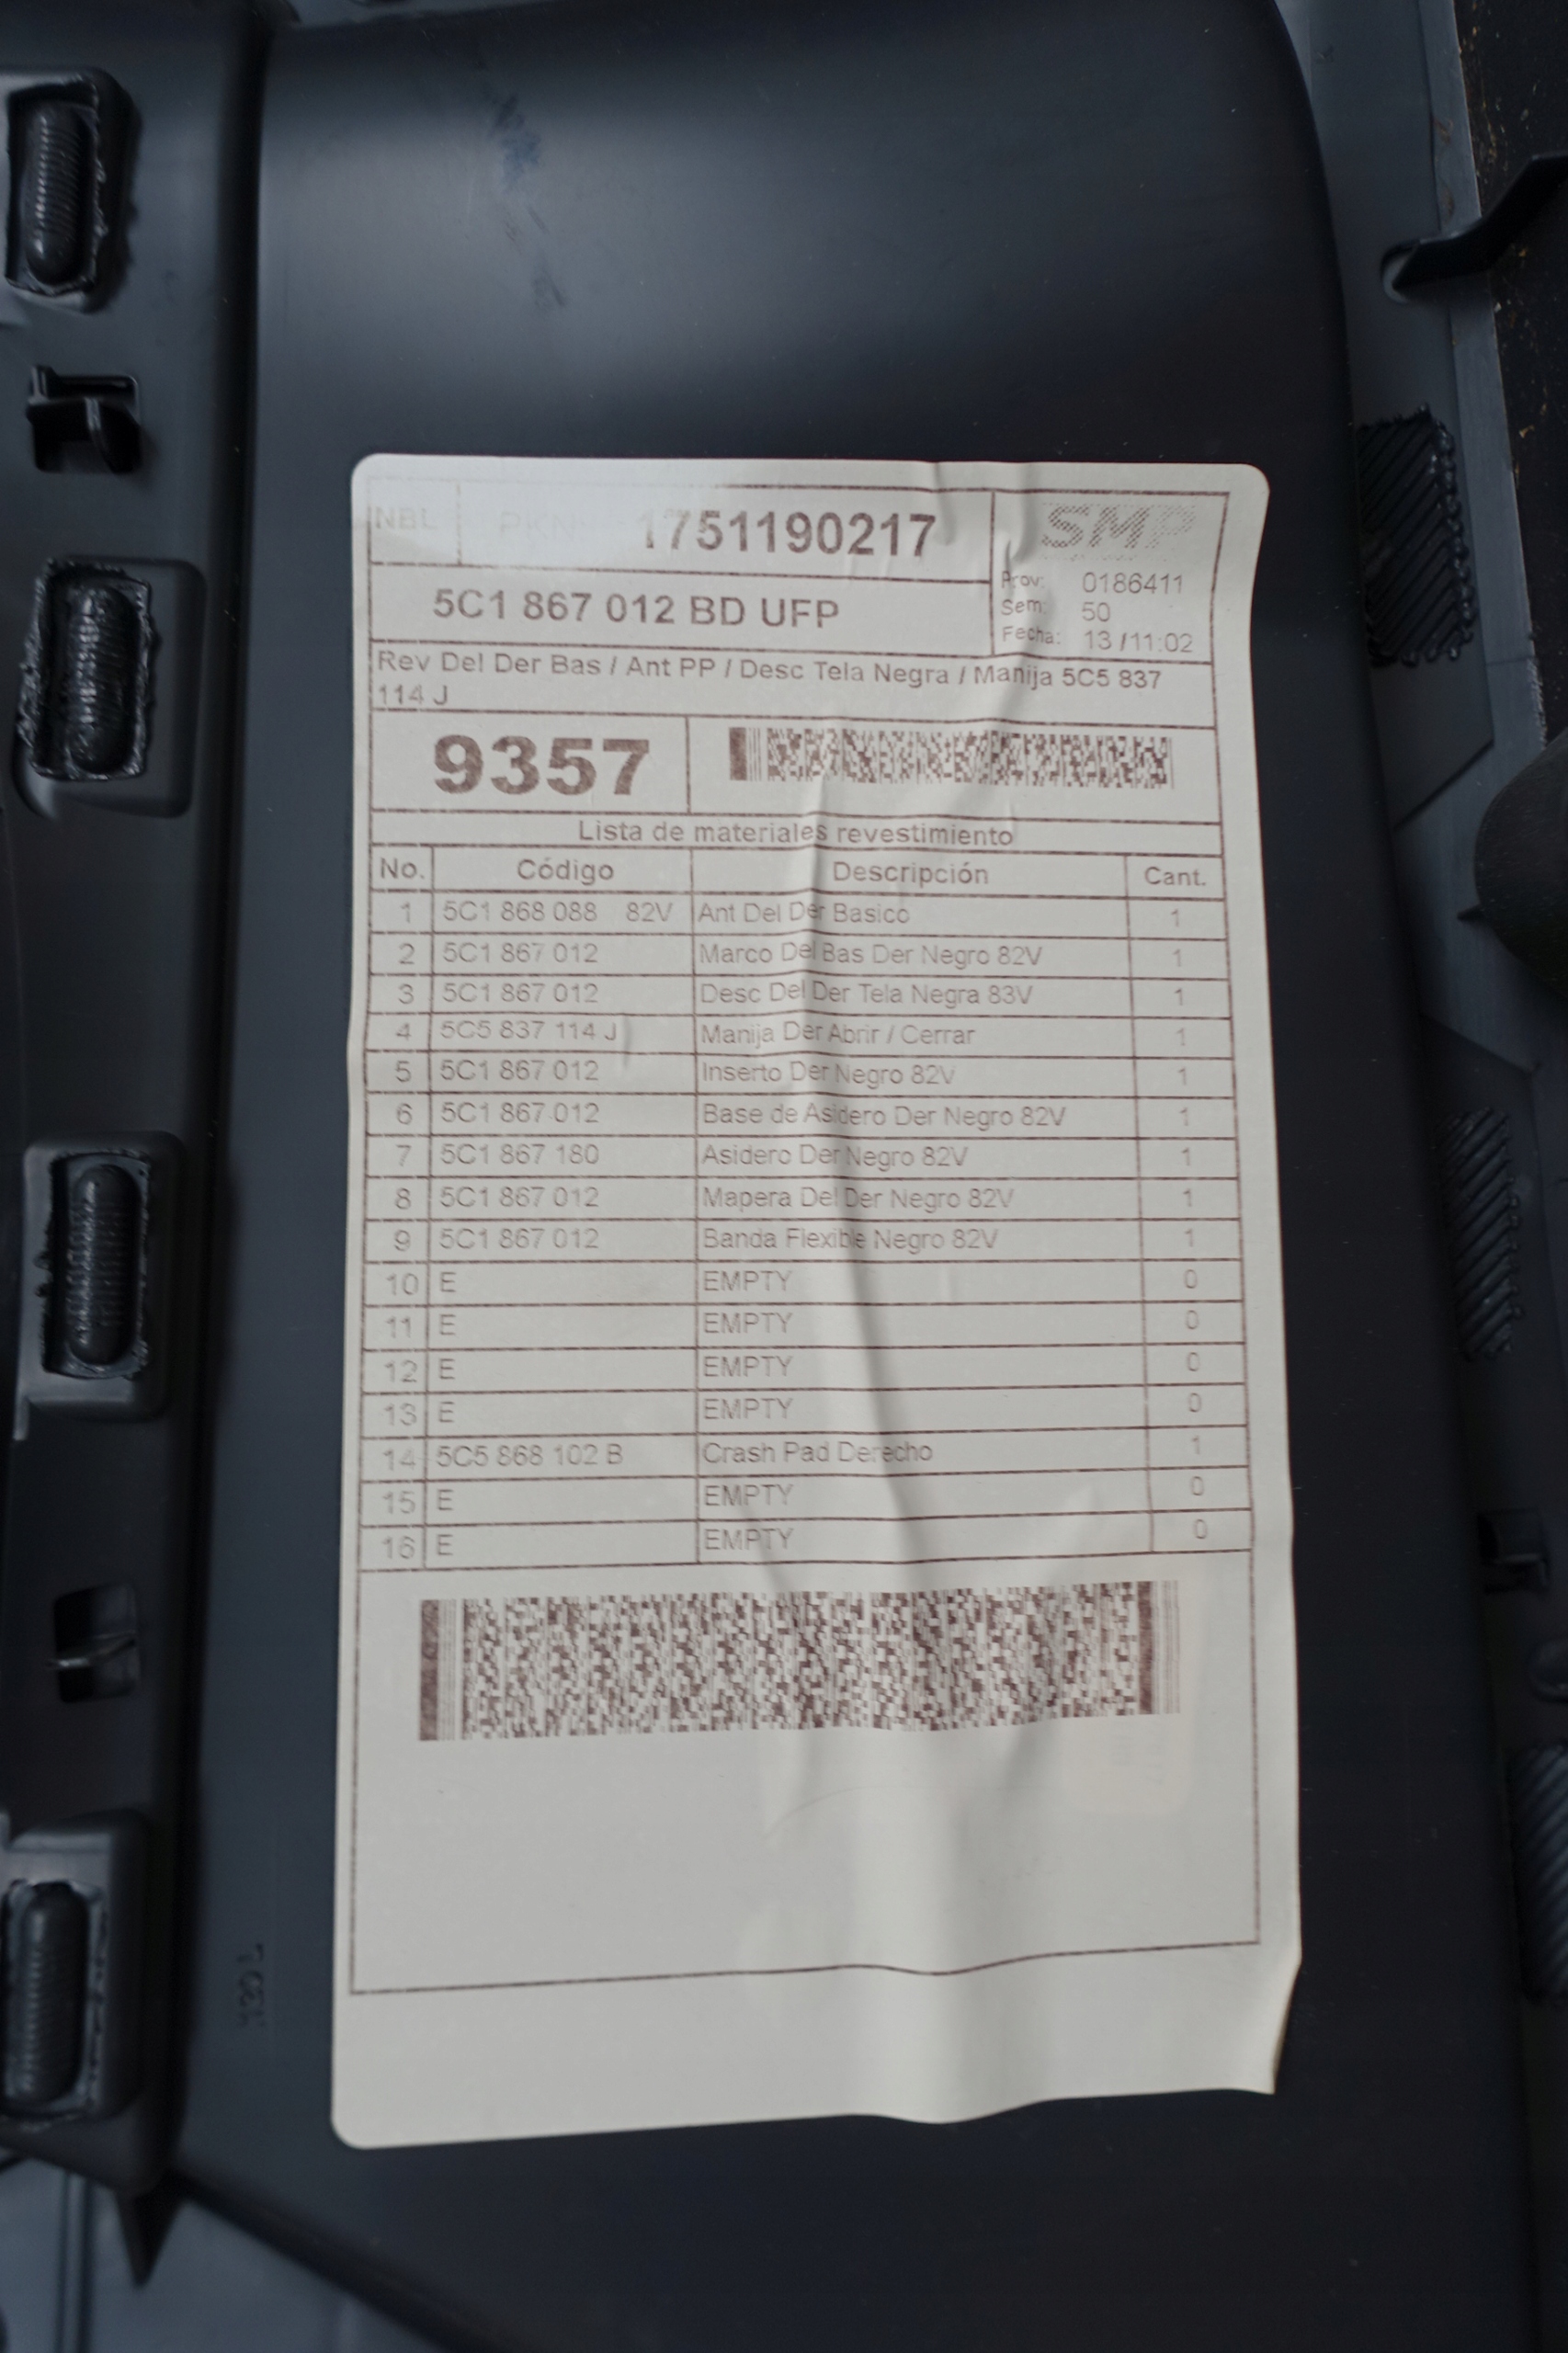 NBL PKN 1751190217
SMP
Prov: 0186411
Sem: 50
Fecha: 13 /11:02
5C1 867 012 BD UFP
Rev Del Der Bas / Ant PP / Desc Tela Negra / Manija 5C5 837
114 J
9357
Lista de materiales revestimiento
No. Código Descripción Cant.
1 5C1 868 088 82V Ant Del Der Basico 1
2 5C1 867 012 Marco Del Bas Der Negro 82V 1
3 5C1 867 012 Desc Del Der Tela Negra 83V 1
4 5C5 837 114 J Manija Der Abrir / Cerrar 1
5 5C1 867 012 Inserto Der Negro 82V 1
6 5C1 867 012 Base de Asidero Der Negro 82V 1
7 5C1 867 180 Asidero Der Negro 82V 1
8 5C1 867 012 Mapera Del Der Negro 82V 1
9 5C1 867 012 Banda Flexible Negro 82V 1
10 E EMPTY 0
11 E EMPTY 0
12 E EMPTY 0
13 E EMPTY 0
14 5C5 868 102 B Crash Pad Derecho 1
15 E EMPTY 0
16 E EMPTY 0